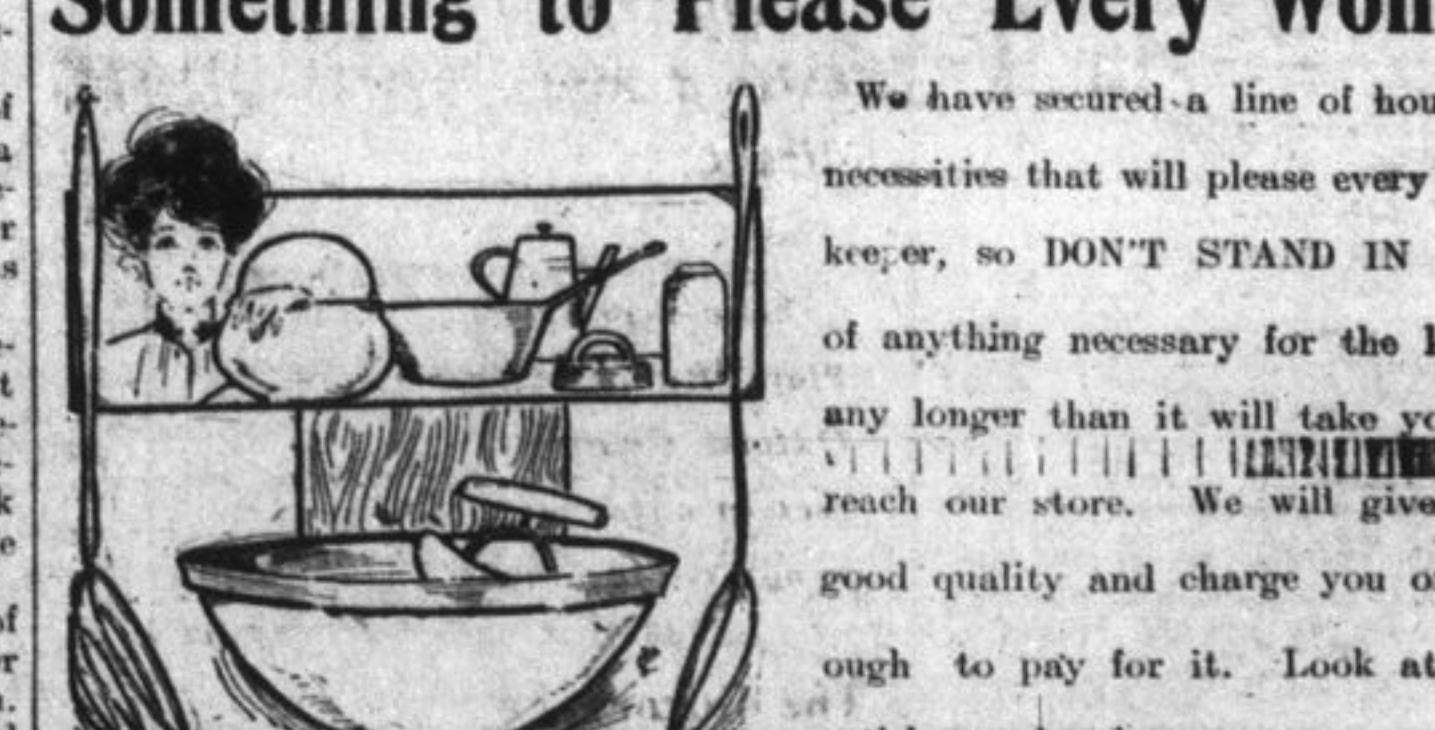 Something to Please Every Wom
We have secured a line of hou
necessities that will please every
keeper, so DON'T STAND IN
of anything necessary for the
any longer than it will take yo
reach our store. We will give
good quality and charge you
ough to pay for it. Look at